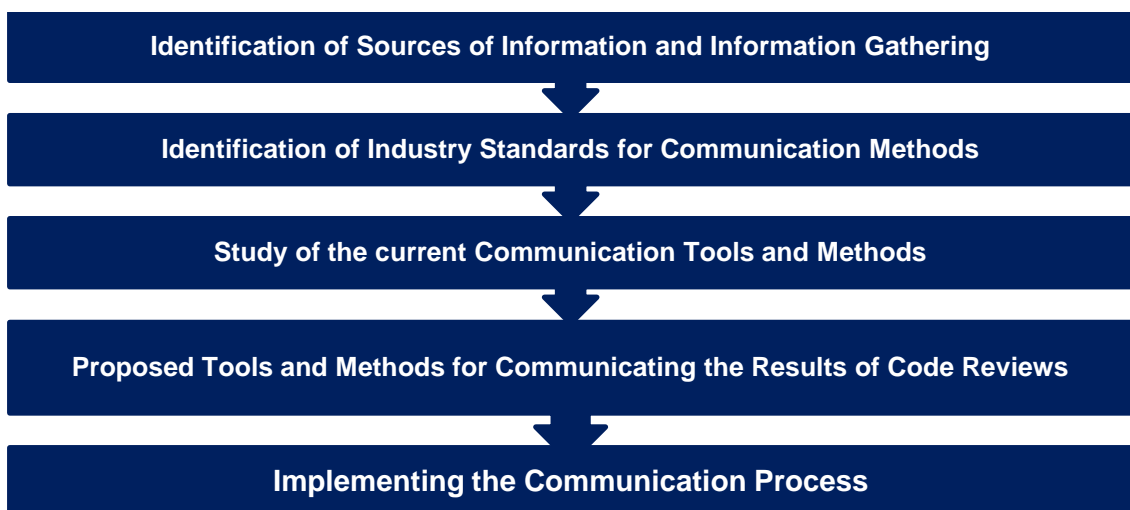 Identification of Sources of Information and Information Gathering
Identification of Industry Standards for Communication Methods
Study of the current Communication Tools and Methods
Proposed Tools and Methods for Communicating the Results of Code Reviews
Implementing the Communication Process